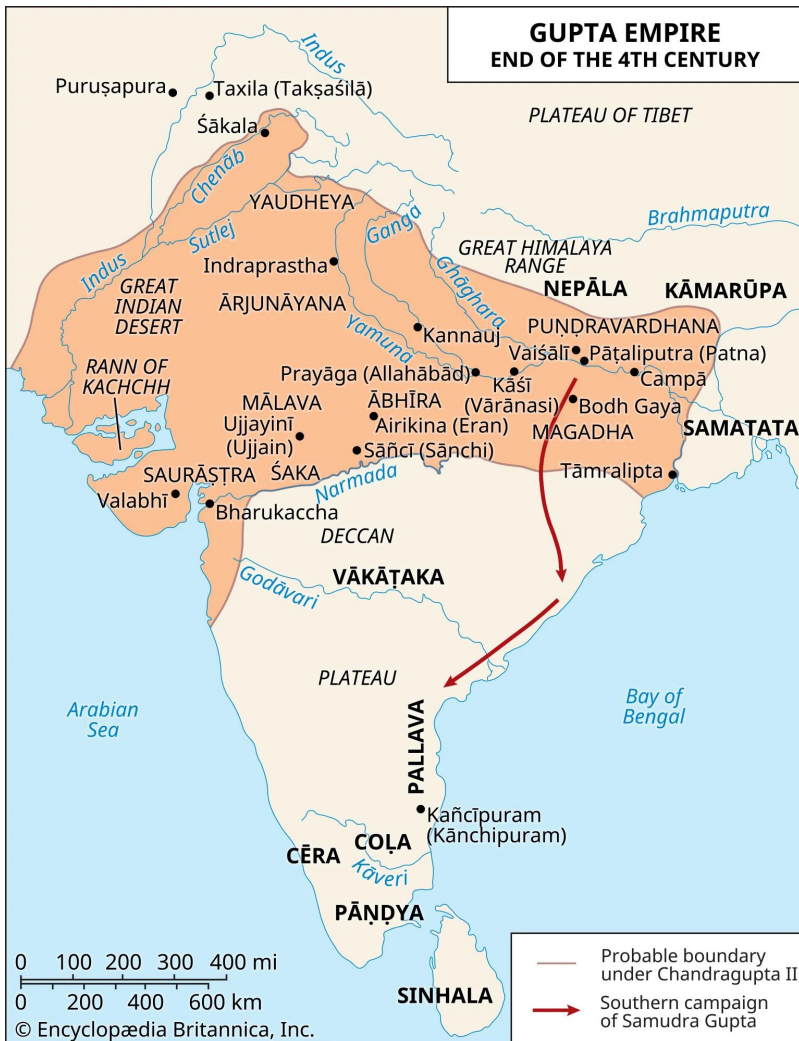 GUPTA EMPIRE
END OF THE 4TH CENTURY
Indus
Puruṣapura
Taxila (Takṣaśilā)
PLATEAU OF TIBET
Śākala
Chenāb
YAUDHEYA
Sutlej
Ganga
Brahmaputra
Indus
Indraprastha
Ghāghara
GREAT HIMALAYA
RANGE
GREAT
INDIAN
DESERT
NEPĀLA
KĀMARŪPA
ĀRJUNĀYANA
Yamuna
Kannauj
PUṆḌRAVARDHANA
Vaiśālī
Pāṭaliputra (Patna)
RANN OF
KACHCHH
Prayāga (Allahābād)
Kāśī
(Vārānasi)
Campā
MĀLAVA
ĀBHĪRA
Bodh Gaya
Ujjayinī
(Ujjain)
Airikina (Eran)
MAGADHA
SAMATATA
Sāñcī (Sānchi)
SAURĀṢṬRA
ŚAKA
Narmada
Tāmralipta
Valabhī
Bharukaccha
DECCAN
VĀKĀṬAKA
Godāvari
PLATEAU
Arabian
Sea
Bay of
Bengal
PALLAVA
Kañcīpuram
(Kānchipuram)
COḶA
CĒRA
Kāveri
PĀṆḌYA
SINHALA
0 100 200 300 400 mi
0 200 400 600 km
© Encyclopædia Britannica, Inc.
Probable boundary
under Chandragupta II
Southern campaign
of Samudra Gupta